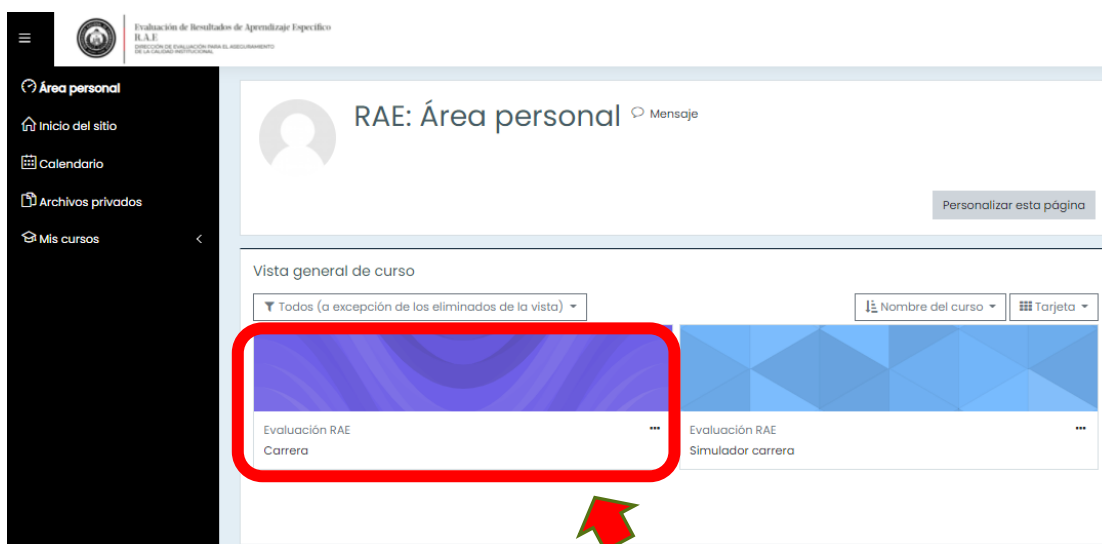 Evaluación de Resultados de Aprendizaje Específico
R.A.E
DIRECCIÓN DE EVALUACIÓN PARA EL ASEGURAMIENTO
DE LA CALIDAD INSTITUCIONAL
Área personal
Inicio del sitio
Calendario
Archivos privados
Mis cursos
RAE: Área personal Mensaje
Personalizar esta página
Vista general de curso
Todos (a excepción de los eliminados de la vista) Nombre del curso Tarjeta
Evaluación RAE
Carrera
Evaluación RAE
Simulador carrera